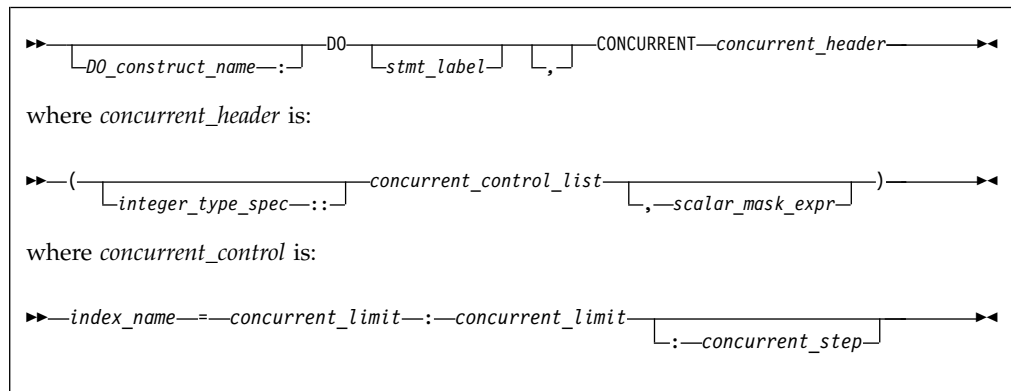 DO CONCURRENT concurrent_header
DO_construct_name : stmt_label ,
where concurrent_header is:
( concurrent_control_list )
integer_type_spec :: , scalar_mask_expr
where concurrent_control is:
index_name = concurrent_limit : concurrent_limit
: concurrent_step